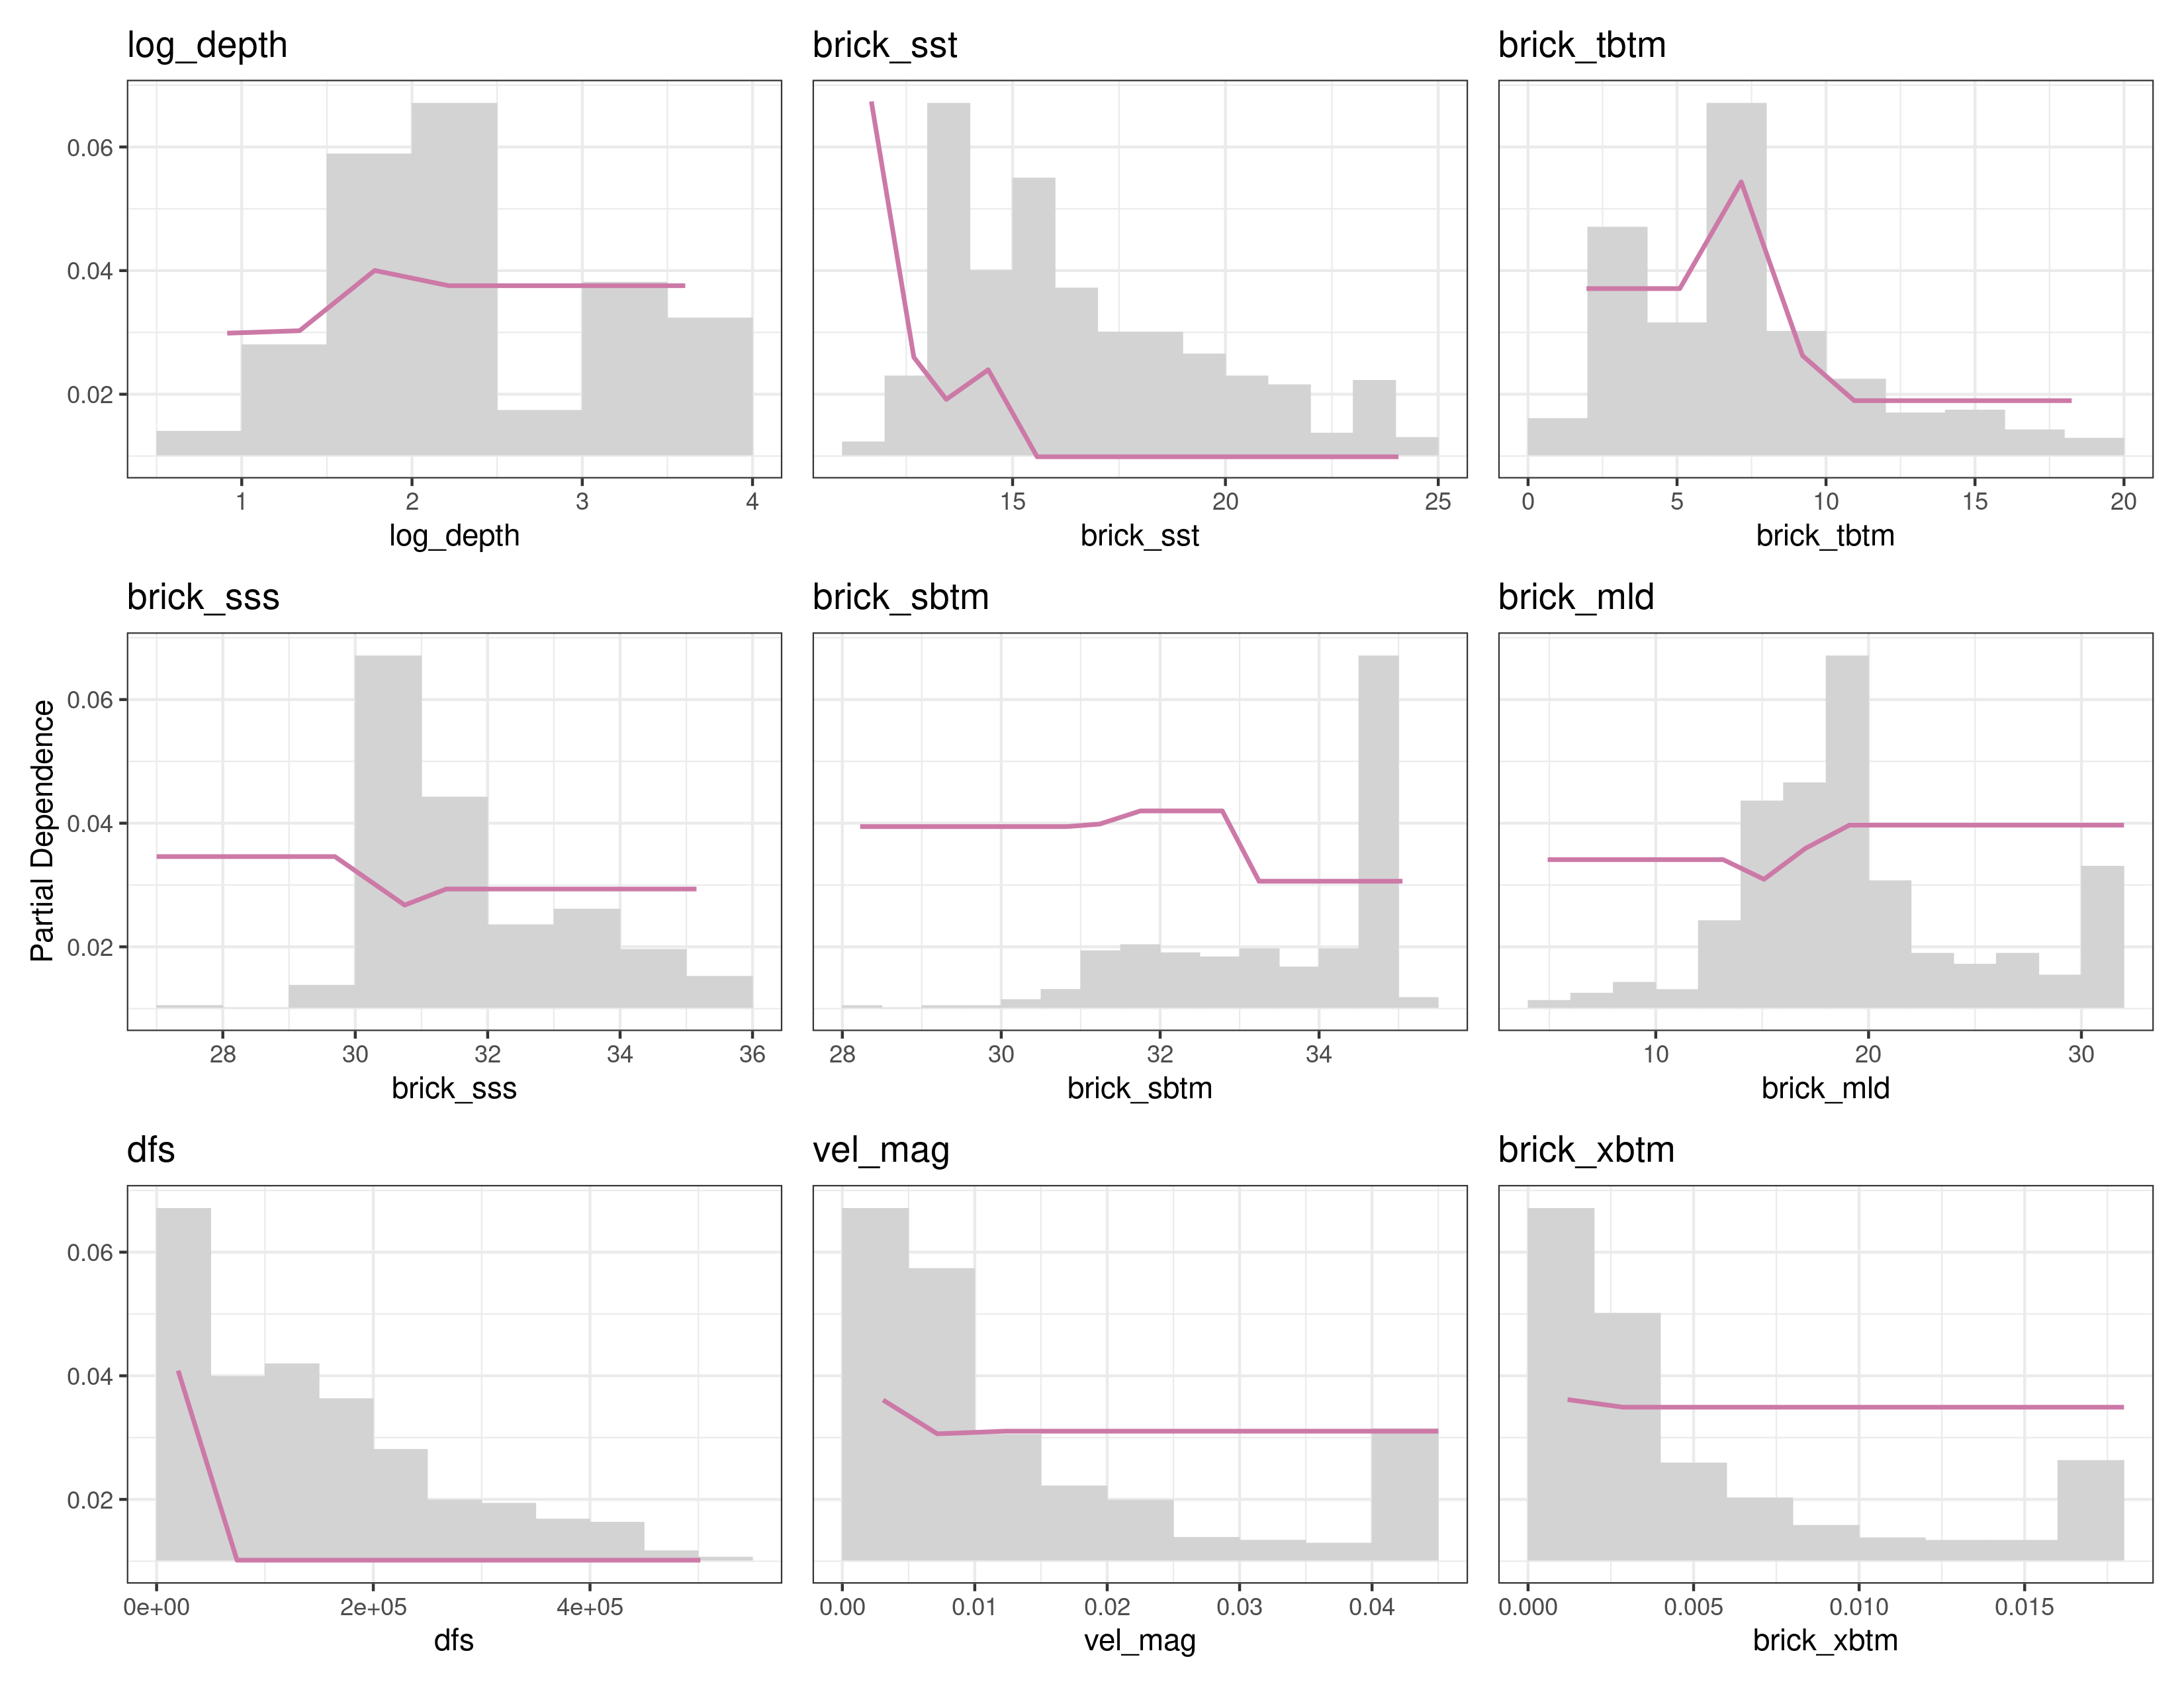 log_depth
brick_sst
brick_tbtm
0.06
0.04
0.02
1 2 3 4
15 20 25
0 5 10 15 20
log_depth
brick_sst
brick_tbtm
brick_sss
brick_sbtm
brick_mld
Partial Dependence
0.06
0.04
0.02
28 30 32 34 36
28 30 32 34
10 20 30
brick_sss
brick_sbtm
brick_mld
dfs
vel_mag
brick_xbtm
0.06
0.04
0.02
0e+00 2e+05 4e+05
0.00 0.01 0.02 0.03 0.04
0.000 0.005 0.010 0.015
dfs
vel_mag
brick_xbtm